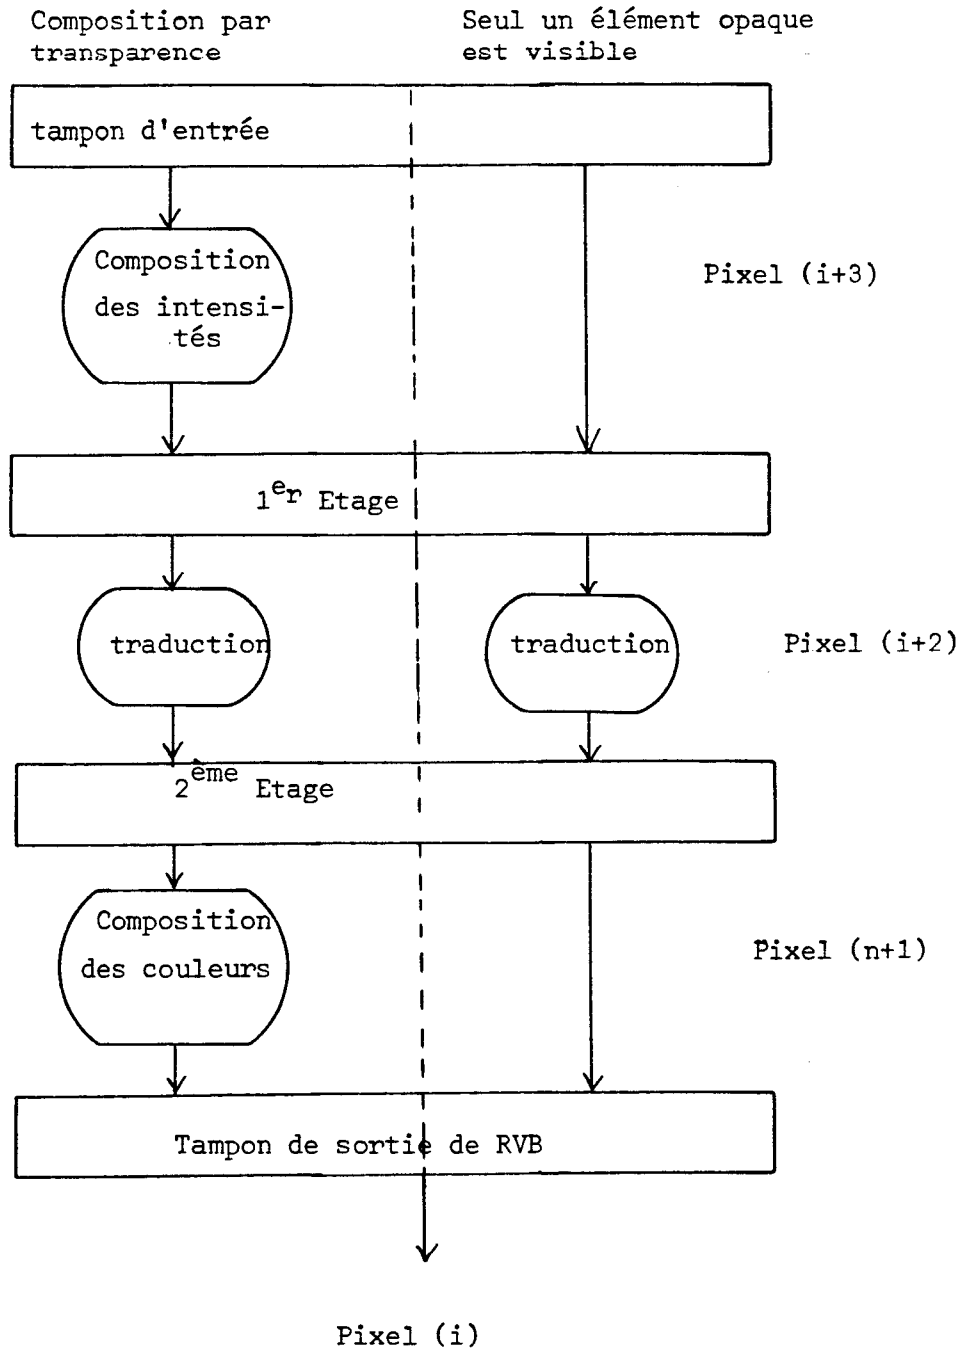 Composition par
transparence
Seul un élément opaque
est visible
tampon d'entrée
Composition
des intensi-
tés
Pixel (i+3)
1er Etage
traduction
traduction
Pixel (i+2)
2ème Etage
Composition
des couleurs
Pixel (n+1)
Tampon de sortie de RVB
Pixel (i)